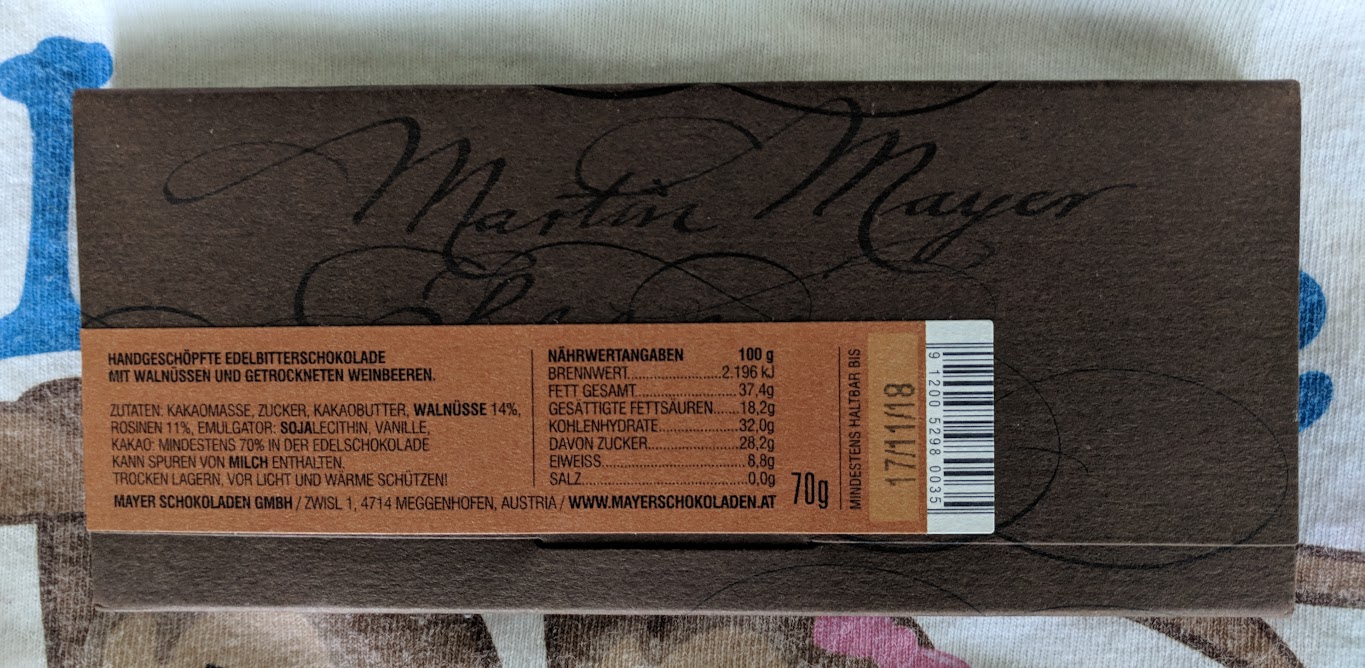 Martin Mayer
HANDGESCHÖPFTE EDELBITTERSCHOKOLADE
MIT WALNÜSSEN UND GETROCKNETEN WEINBEEREN.
ZUTATEN: KAKAOMASSE, ZUCKER, KAKAOBUTTER, WALNÜSSE 14%,
ROSINEN 11%, EMULGATOR: SOJALECITHIN, VANILLE,
KAKAO: MINDESTENS 70% IN DER EDELSCHOKOLADE
KANN SPUREN VON MILCH ENTHALTEN.
TROCKEN LAGERN, VOR LICHT UND WÄRME SCHÜTZEN!
MAYER SCHOKOLADEN GMBH / ZWISL 1, 4714 MEGGENHOFEN, AUSTRIA / WWW.MAYERSCHOKOLADEN.AT
NÄHRWERTANGABEN 100 g
BRENNWERT..................2.196 kJ
FETT GESAMT....................37,4g
GESÄTTIGTE FETTSÄUREN......18,2g
KOHLENHYDRATE................32,0g
DAVON ZUCKER..................28,2g
EIWEISS..............................8,8g
SALZ...................................0,0g
70g
MINDESTENS HALTBAR BIS
17/11/18
9 1200 5298 0035